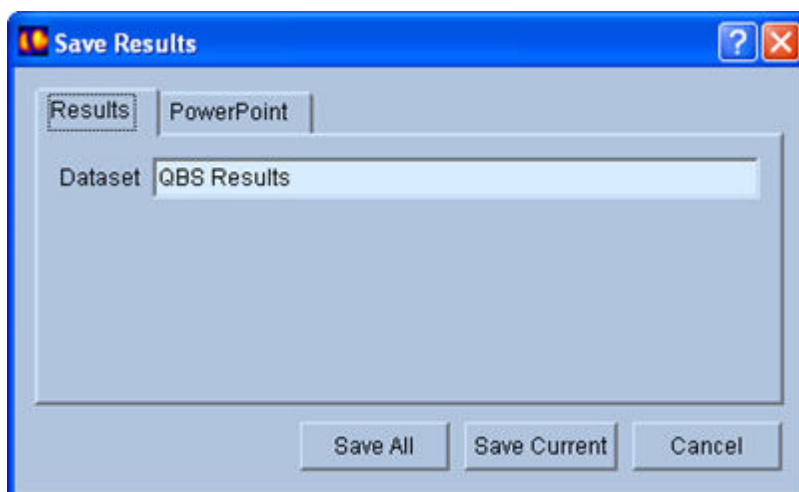 Save Results
Results PowerPoint
Dataset QBS Results
Save All Save Current Cancel